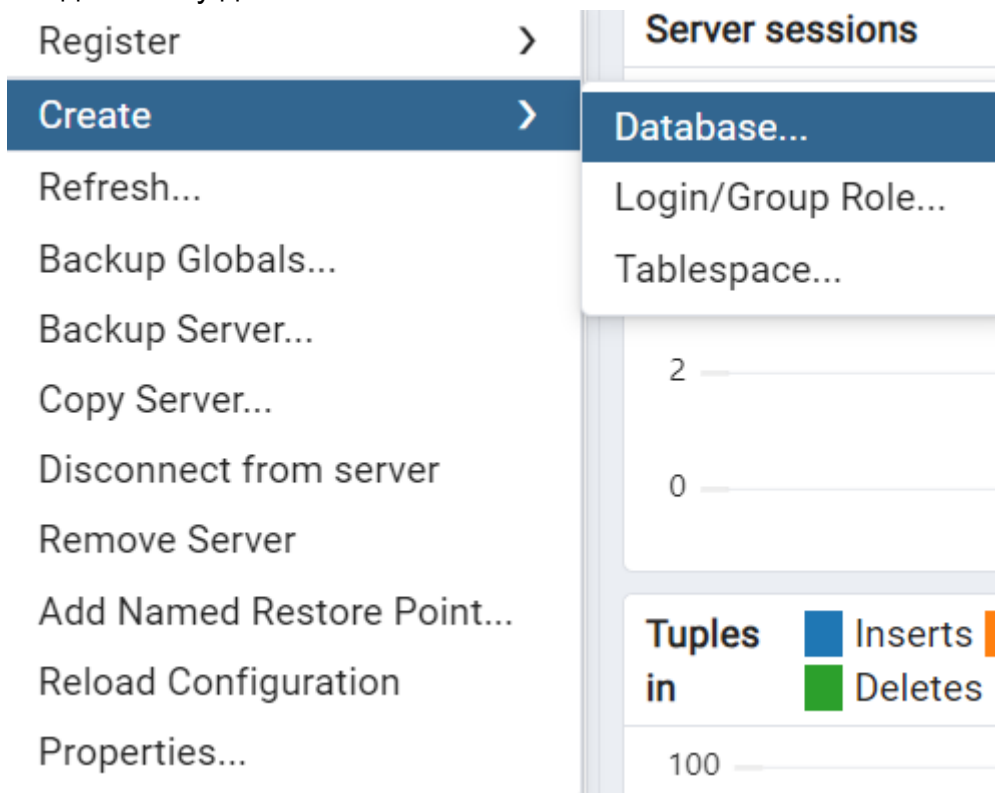 Register
Create
Refresh...
Backup Globals...
Backup Server...
Copy Server...
Disconnect from server
Remove Server
Add Named Restore Point...
Reload Configuration
Properties...
Server sessions
Database...
Login/Group Role...
Tablespace...
2
0
Tuples
in
Inserts
Deletes
100